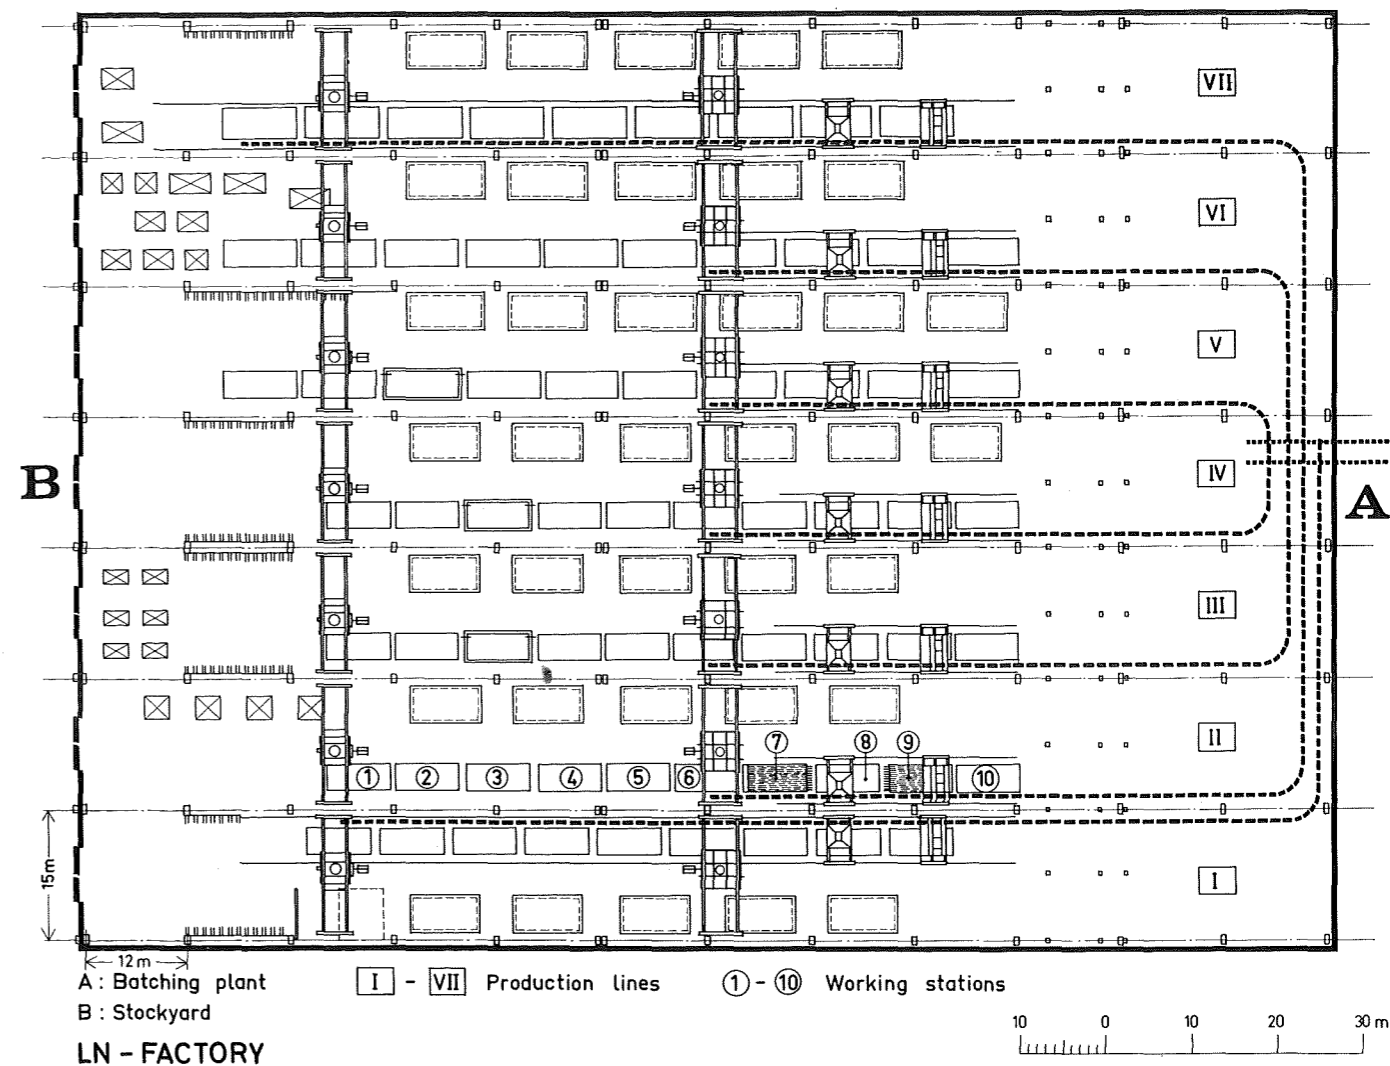 VII
VI
V
B
IV
A
III
7 8 9
II
1 2 3 4 5 6 10
15m
I
12m
A : Batching plant
I - VII Production lines
1 - 10 Working stations
B : Stockyard
10 0 10 20 30 m
LN - FACTORY